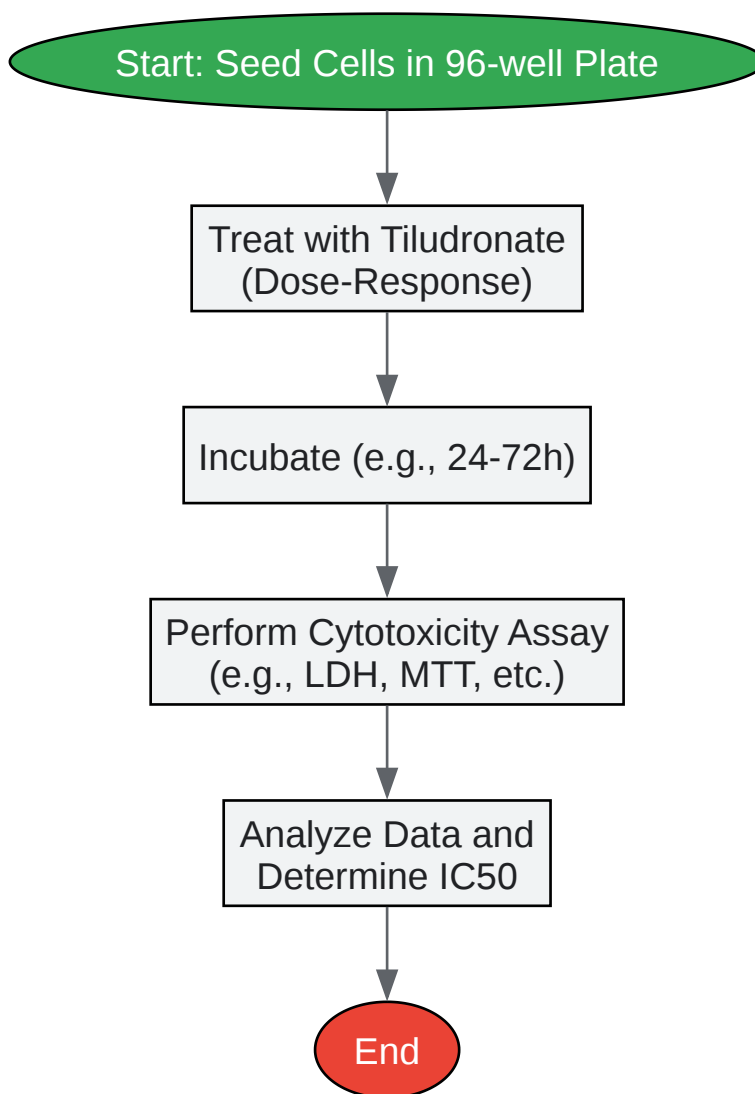 Start: Seed Cells in 96-well Plate
Treat with Tiludronate
(Dose-Response)
Incubate (e.g., 24-72h)
Perform Cytotoxicity Assay
(e.g., LDH, MTT, etc.)
Analyze Data and
Determine IC50
End